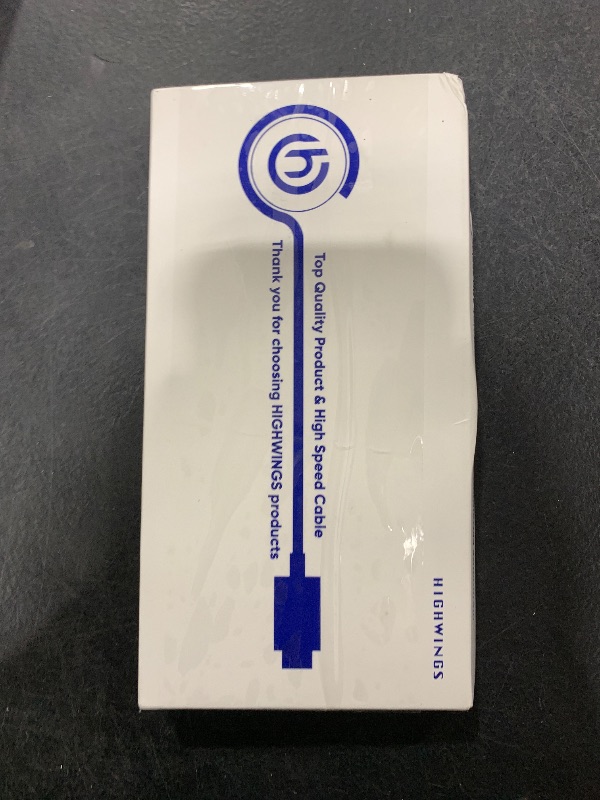 Top Quality Product & High Speed Cable
Thank you for choosing HIGHWINGS products
HIGHWINGS